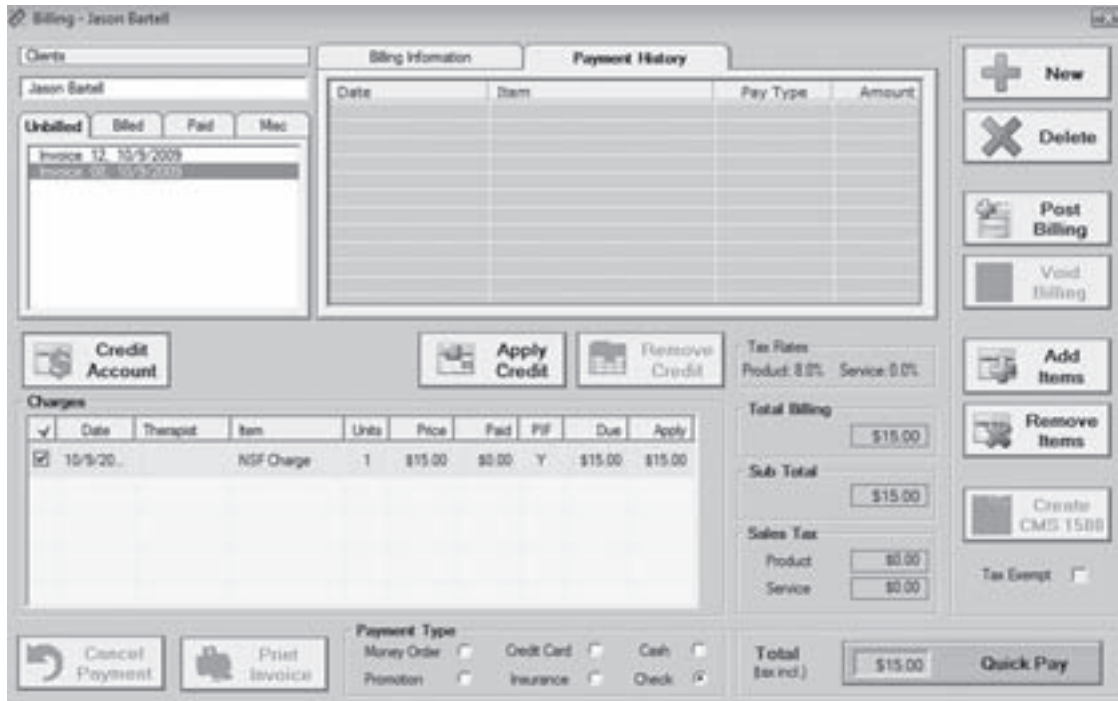 Billing - Jason Bartell
Clients
Jason Bartell
Unbilled Billed Paid Misc
Invoice 12, 10/9/2009
Invoice 10/9/2009
Billing Information Payment History
Date Item Pay Type Amount
New
Delete
Post Billing
Void Billing
Credit Account
Apply Credit
Remove Credit
Tax Rates
Product: 8.0% Service: 0.0%
Add Items
Remove Items
Charges
Date Therapist Item Units Price Paid PIF Due Apply
10/9/20... NSF Charge 1 $15.00 $0.00 Y $15.00 $15.00
Total Billing
$15.00
Sub Total
$15.00
Sales Tax
Product $0.00
Service $0.00
Create CMS 1500
Tax Exempt
Cancel Payment
Print Invoice
Payment Type
Money Order Credit Card Cash
Promotion Insurance Check
Total (tax incl.) $15.00 Quick Pay